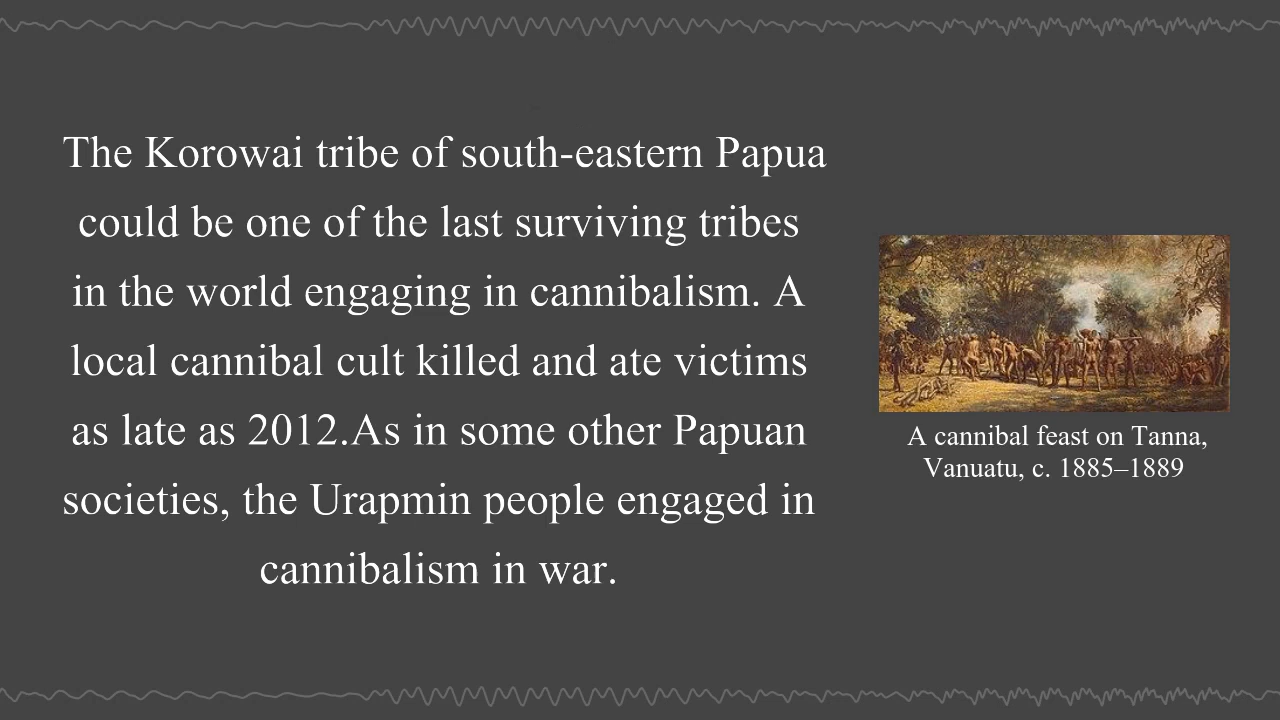 The Korowai tribe of south-eastern Papua
could be one of the last surviving tribes
in the world engaging in cannibalism. A
local cannibal cult killed and ate victims
as late as 2012.As in some other Papuan
societies, the Urapmin people engaged in
cannibalism in war.
A cannibal feast on Tanna,
Vanuatu, c. 1885–1889